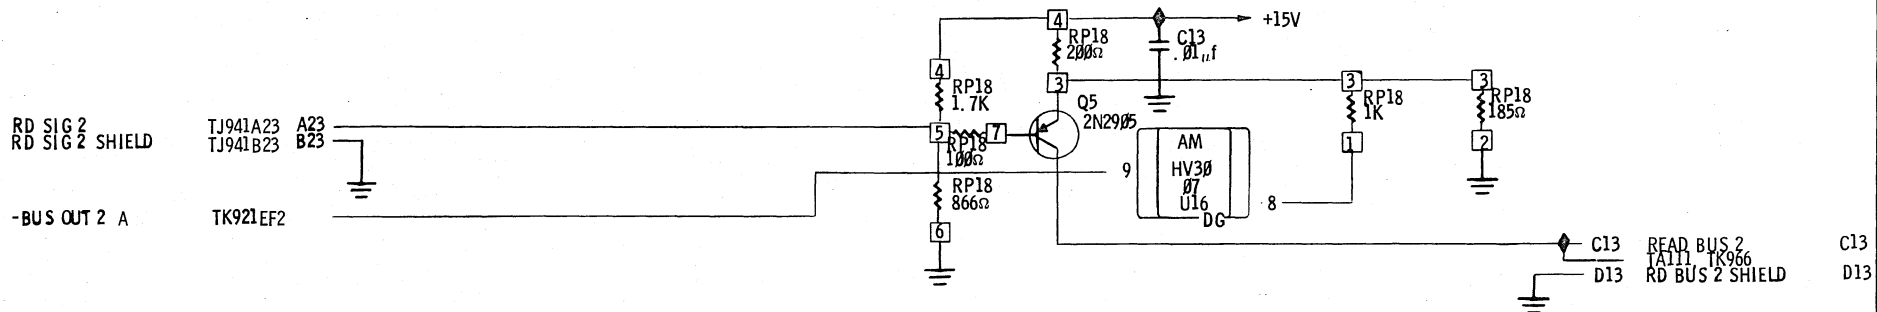 4
+15V
RP18
200Ω
C13
.01μf
4
RP18
1.7K
3
3
RP18
1K
3
RP18
185Ω
Q5
2N2905
RD SIG 2 TJ941A23 A23
RD SIG 2 SHIELD TJ941B23 B23
5
7
RP18
100Ω
AM
HV30
07
U16
DG
9
8
1
2
RP18
866Ω
6
-BUS OUT 2 A TK921EF2
C13 READ BUS 2 C13
TA111, TK966
D13 RD BUS 2 SHIELD D13